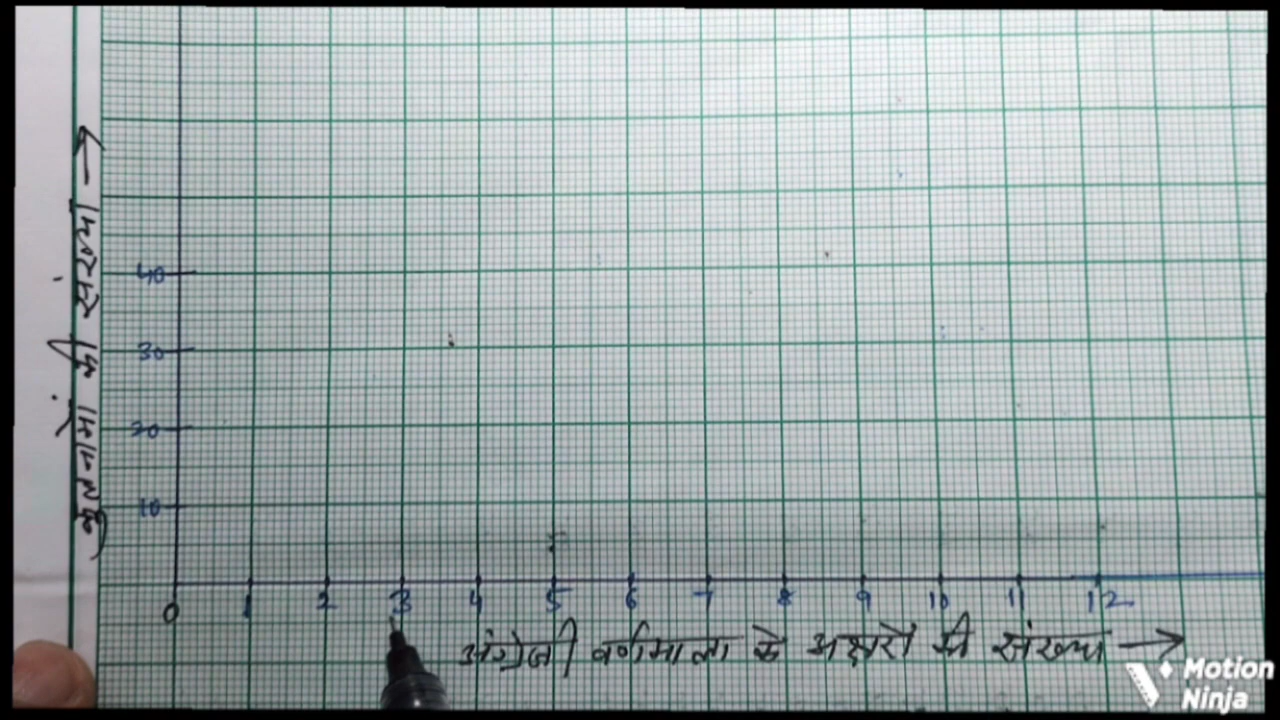 कुलनामों की संख्या →
40
30
20
10
0 1 2 3 4 5 6 7 8 9 10 11 12
अंग्रेजी वर्णमाला के अक्षरों की संख्या →
Motion
Ninja